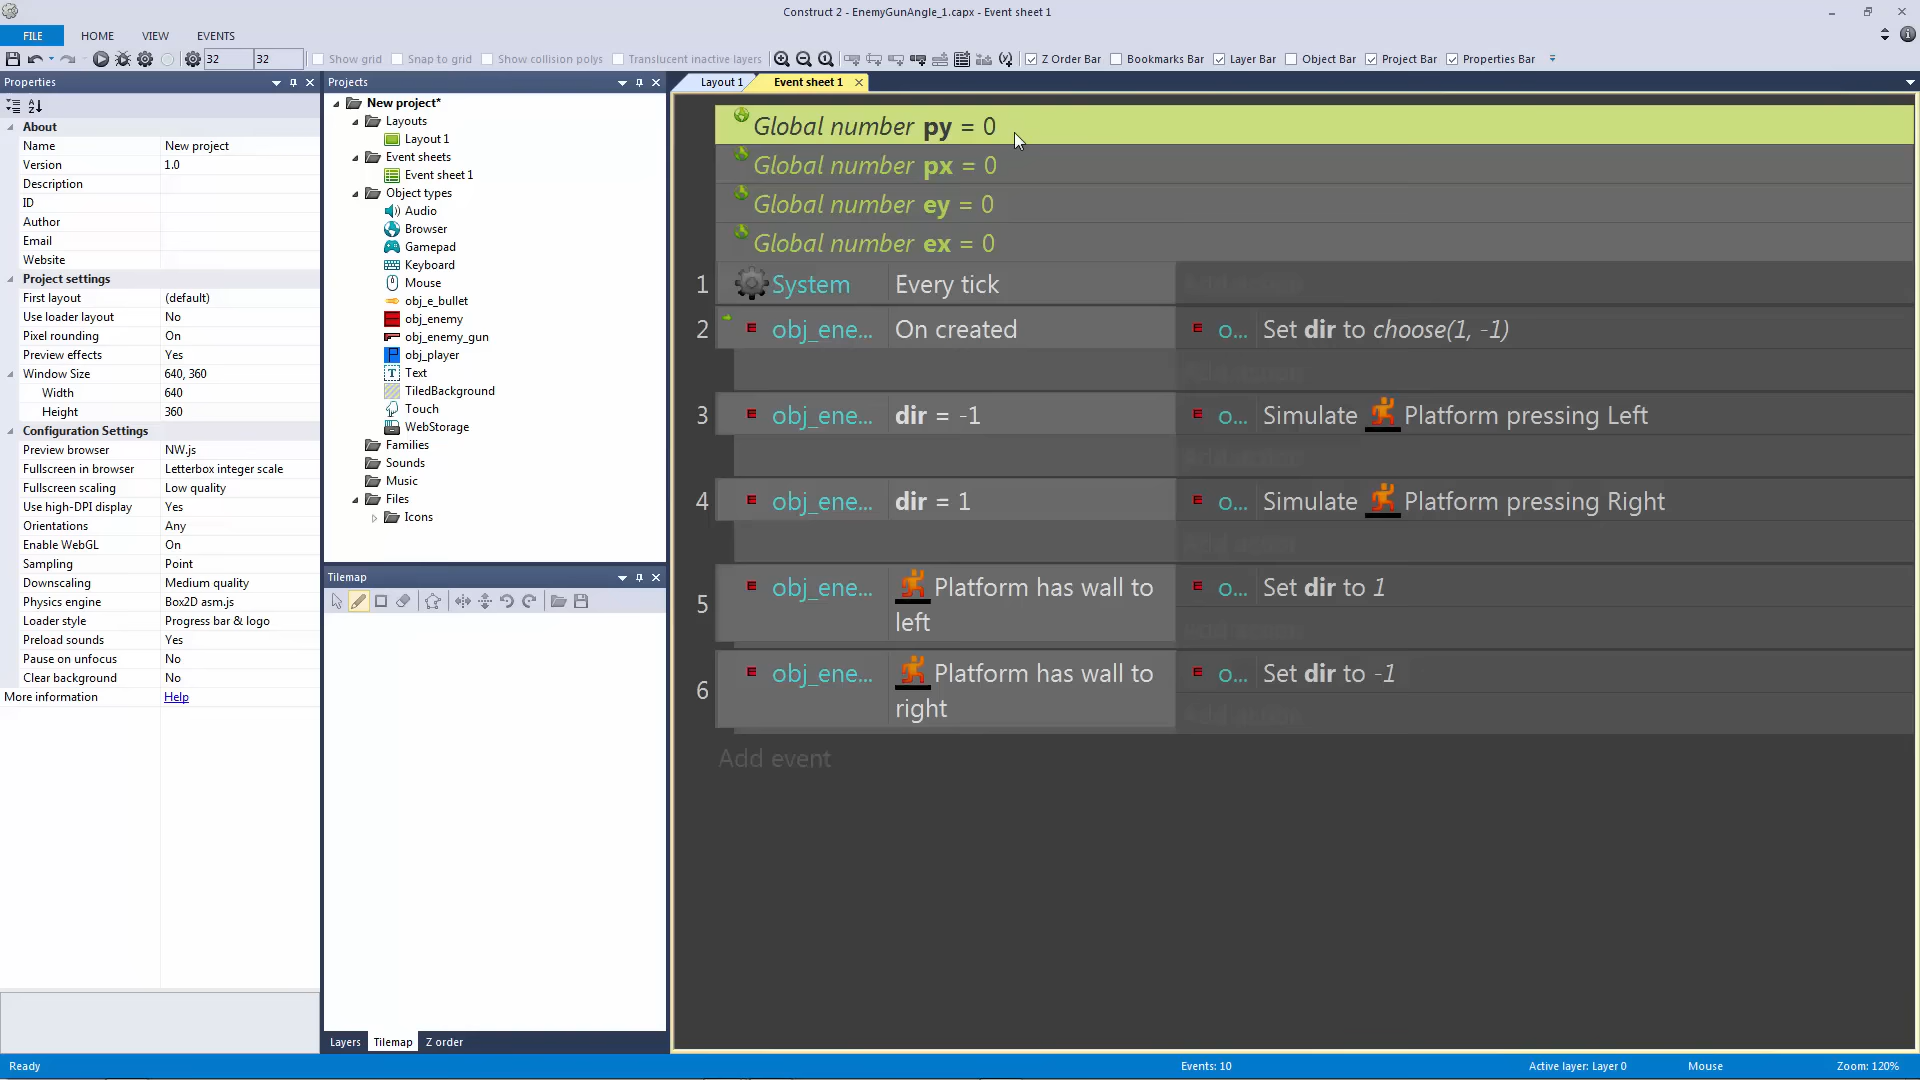 Construct 2 - EnemyGunAngle_1.capx - Event sheet 1
FILE HOME VIEW EVENTS
32 32 Show grid Snap to grid Show collision polys Translucent inactive layers Z Order Bar Bookmarks Bar Layer Bar Object Bar Project Bar Properties Bar
Properties
About
Name New project
Version 1.0
Description
ID
Author
Email
Website
Project settings
First layout (default)
Use loader layout No
Pixel rounding On
Preview effects Yes
Window Size 640, 360
Width 640
Height 360
Configuration Settings
Preview browser NW.js
Fullscreen in browser Letterbox integer scale
Fullscreen scaling Low quality
Use high-DPI display Yes
Orientations Any
Enable WebGL On
Sampling Point
Downscaling Medium quality
Physics engine Box2D asm.js
Loader style Progress bar & logo
Preload sounds Yes
Pause on unfocus No
Clear background No
More information Help
Projects
New project*
Layouts
Layout 1
Event sheets
Event sheet 1
Object types
Audio
Browser
Gamepad
Keyboard
Mouse
obj_e_bullet
obj_enemy
obj_enemy_gun
obj_player
Text
TiledBackground
Touch
WebStorage
Families
Sounds
Music
Files
Icons
Tilemap
Layers Tilemap Z order
Layout 1 Event sheet 1
Global number py = 0
Global number px = 0
Global number ey = 0
Global number ex = 0
1 System Every tick Add action
2 obj_ene... On created o... Set dir to choose(1, -1)
Add action
3 obj_ene... dir = -1 o... Simulate Platform pressing Left
Add action
4 obj_ene... dir = 1 o... Simulate Platform pressing Right
Add action
5 obj_ene... Platform has wall to left o... Set dir to 1
Add action
6 obj_ene... Platform has wall to right o... Set dir to -1
Add action
Add event
Ready Events: 10 Active layer: Layer 0 Mouse Zoom: 120%